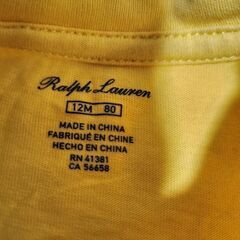 Ralph Lauren
12M 80
MADE IN CHINA
FABRIQUÉ EN CHINE
HECHO EN CHINA
RN 41381
CA 56658